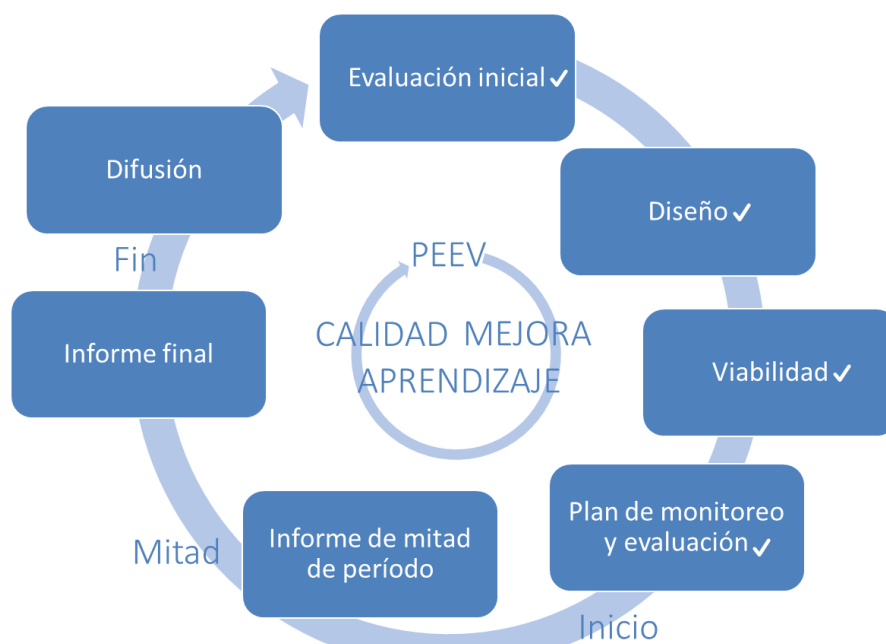 Evaluación inicial ✓
Diseño ✓
Viabilidad ✓
Plan de monitoreo
y evaluación ✓
Inicio
Informe de mitad
de período
Mitad
Informe final
Fin
Difusión
PEEV
CALIDAD MEJORA
APRENDIZAJE